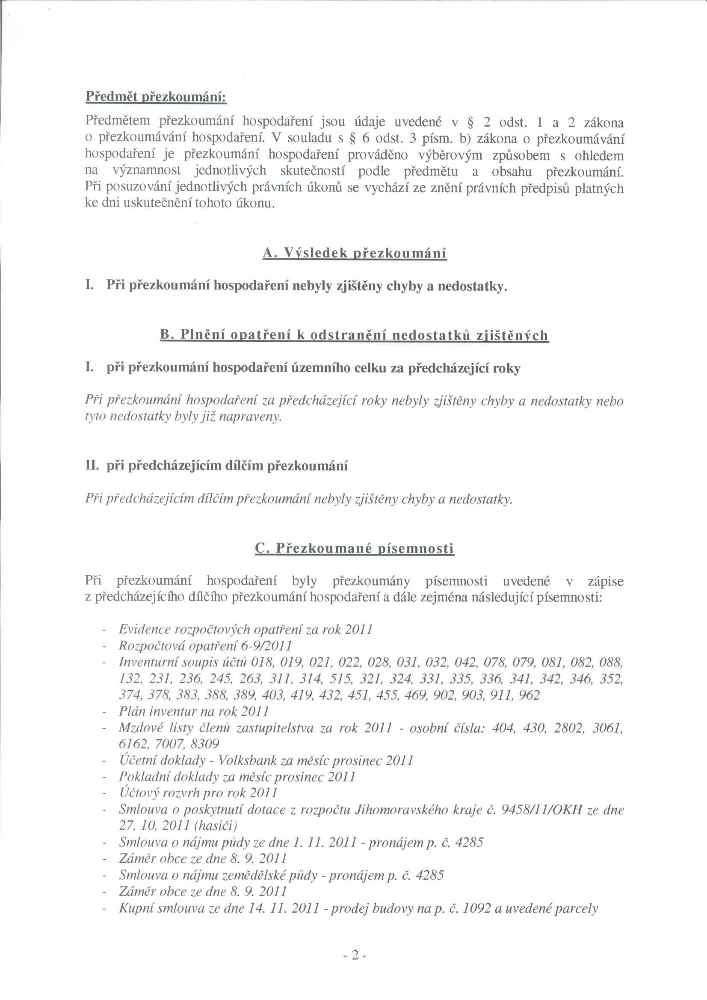 Předmět přezkoumání:
Předmětem přezkoumání hospodaření jsou údaje uvedené v § 2 odst. 1 a 2 zákona
o přezkoumávání hospodaření. V souladu s § 6 odst. 3 písm. b) zákona o přezkoumávání
hospodaření je přezkoumání hospodaření prováděno výběrovým způsobem s ohledem
na významnost jednotlivých skutečností podle předmětu a obsahu přezkoumání.
Při posuzování jednotlivých právních úkonů se vychází ze znění právních předpisů platných
ke dni uskutečnění tohoto úkonu.
A. Výsledek přezkoumání
I. Při přezkoumání hospodaření nebyly zjištěny chyby a nedostatky.
B. Plnění opatření k odstranění nedostatků zjištěných
I. při přezkoumání hospodaření územního celku za předcházející roky
Při přezkoumání hospodaření za předcházející roky nebyly zjištěny chyby a nedostatky nebo
tyto nedostatky byly již napraveny.
II. při předcházejícím dílčím přezkoumání
Při předcházejícím dílčím přezkoumání nebyly zjištěny chyby a nedostatky.
C. Přezkoumané písemnosti
Při přezkoumání hospodaření byly přezkoumány písemnosti uvedené v zápise
z předcházejícího dílčího přezkoumání hospodaření a dále zejména následující písemnosti:
- Evidence rozpočtových opatření za rok 2011
- Rozpočtová opatření 6-9/2011
- Inventurní soupis účtů 018, 019, 021, 022, 028, 031, 032, 042, 078, 079, 081, 082, 088,
132, 231, 236, 245, 263, 311, 314, 515, 321, 324, 331, 335, 336, 341, 342, 346, 352,
374, 378, 383, 388, 389, 403, 419, 432, 451, 455, 469, 902, 903, 911, 962
- Plán inventur na rok 2011
- Mzdové listy členů zastupitelstva za rok 2011 - osobní čísla: 404, 430, 2802, 3061,
6162, 7007, 8309
- Účetní doklady - Volksbank za měsíc prosinec 2011
- Pokladní doklady za měsíc prosinec 2011
- Účtový rozvrh pro rok 2011
- Smlouva o poskytnutí dotace z rozpočtu Jihomoravského kraje č. 9458/11/OKH ze dne
27. 10. 2011 (hasiči)
- Smlouva o nájmu půdy ze dne 1. 11. 2011 - pronájem p. č. 4285
- Záměr obce ze dne 8. 9. 2011
- Smlouva o nájmu zemědělské půdy - pronájem p. č. 4285
- Záměr obce ze dne 8. 9. 2011
- Kupní smlouva ze dne 14. 11. 2011 - prodej budovy na p. č. 1092 a uvedené parcely
- 2 -